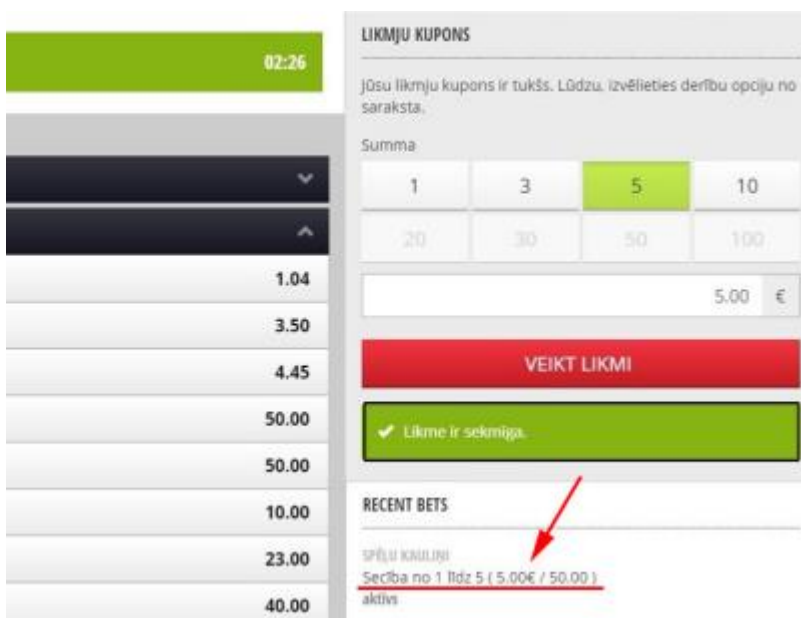 02:26
1.04
3.50
4.45
50.00
50.00
10.00
23.00
40.00
LIKMJU KUPONS
Jūsu likmju kupons ir tukšs. Lūdzu, izvēlieties derību opciju no
saraksta.
Summa
1 3 5 10
20 30 50 100
5.00 €
VEIKT LIKMI
✔ Likme ir sekmīga.
RECENT BETS
SPĒĻU KAULIŅI
Secība no 1 līdz 5 ( 5.00€ / 50.00 )
aktīvs